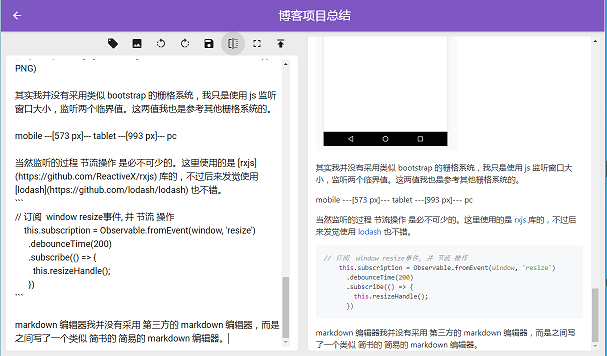 博客项目总结
PNG)
其实我并没有采用类似 bootstrap 的栅格系统，我只是使用 js 监听
窗口大小，监听两个临界值。这两值我也是参考其他栅格系统的。
mobile ---[573 px]--- tablet ---[993 px]--- pc
当然监听的过程 节流操作 是必不可少的。这里使用的是 [rxjs]
(https://github.com/ReactiveX/rxjs) 库的，不过后来发觉使用
[lodash](https://github.com/lodash/lodash) 也不错。
```
// 订阅 window resize事件, 并 节流 操作
this.subscription = Observable.fromEvent(window, 'resize')
.debounceTime(200)
.subscribe(() => {
this.resizeHandle();
})
```
markdown 编辑器我并没有采用 第三方的 markdown 编辑器，而是
之间写了一个类似 简书的 简易的 markdown 编辑器。
其实我并没有采用类似 bootstrap 的栅格系统，我只是使用 js 监听窗口大
小，监听两个临界值。这两值我也是参考其他栅格系统的。
mobile ---[573 px]--- tablet ---[993 px]--- pc
当然监听的过程 节流操作 是必不可少的。这里使用的是 rxjs 库的，不过后
来发觉使用 lodash 也不错。
// 订阅 window resize事件, 并 节流 操作
this.subscription = Observable.fromEvent(window, 'resize')
.debounceTime(200)
.subscribe(() => {
this.resizeHandle();
})
markdown 编辑器我并没有采用 第三方的 markdown 编辑器，而是之间写
了一个类似 简书的 简易的 markdown 编辑器。